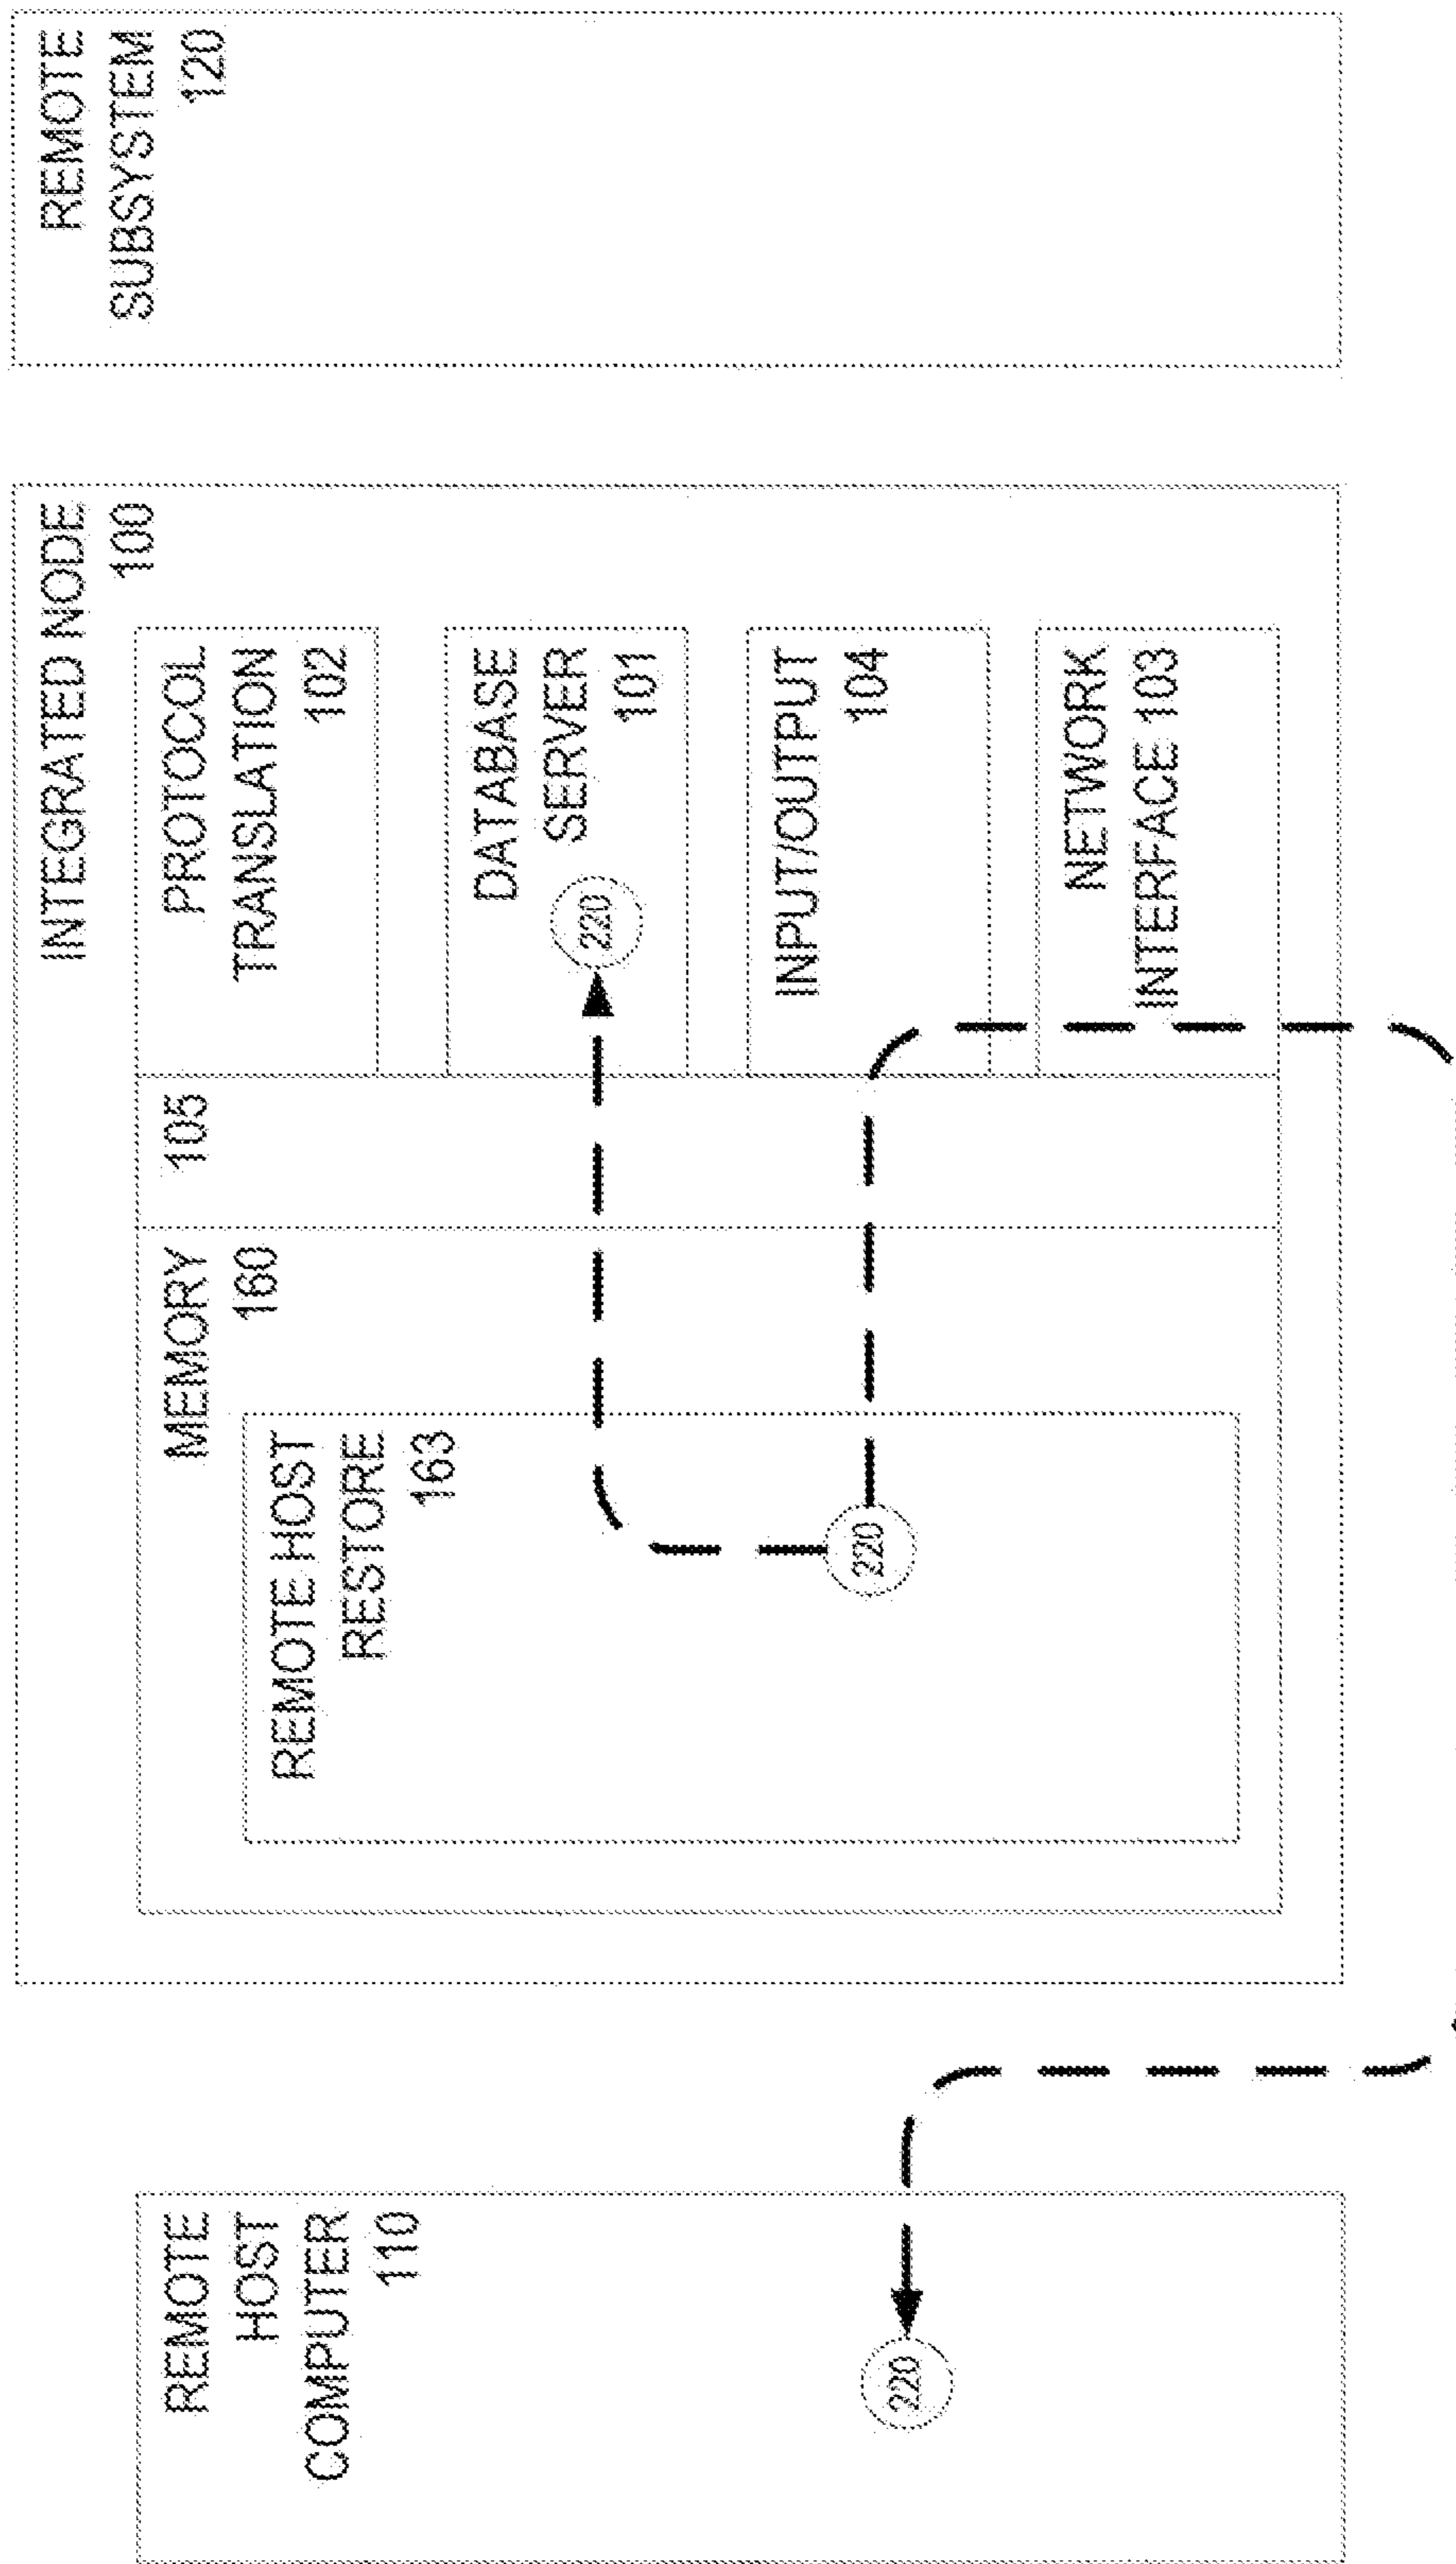 REMOTE
HOST
COMPUTER
110
220
INTEGRATED NODE
100
MEMORY
160
REMOTE HOST
RESTORE
163
220
105
PROTOCOL
TRANSLATION
102
DATABASE
SERVER
101
220
INPUT/OUTPUT
104
NETWORK
INTERFACE 103
REMOTE
SUBSYSTEM
120